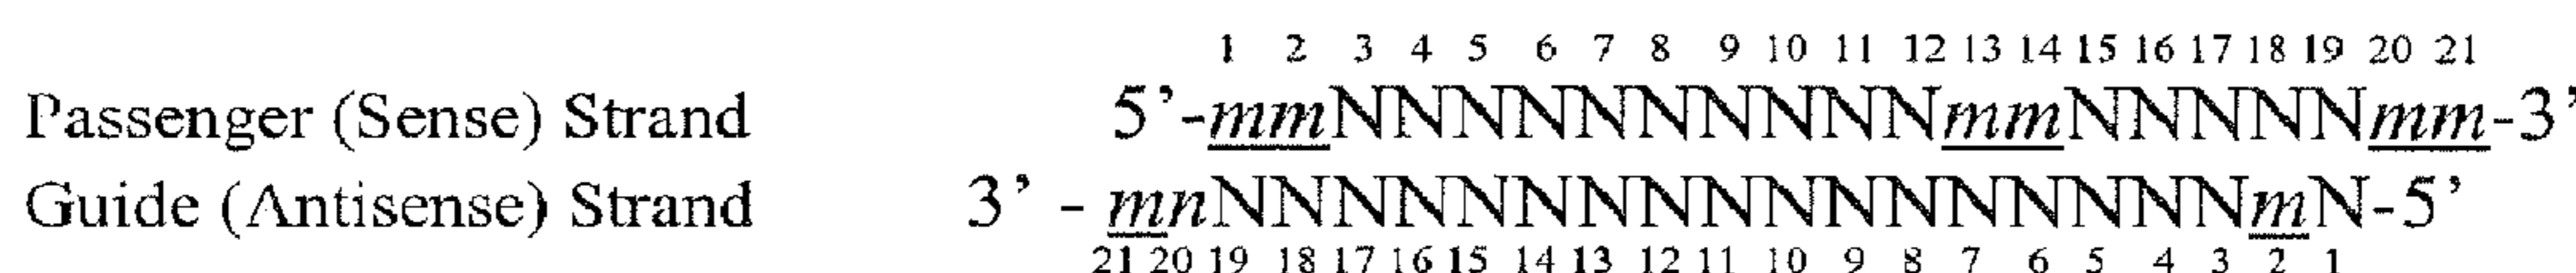 1 2 3 4 5 6 7 8 9 10 11 12 13 14 15 16 17 18 19 20 21
Passenger (Sense) Strand 5’-mmNNNNNNNNNNmmNNNNNmm-3’
Guide (Antisense) Strand 3’ - mnNNNNNNNNNNNNNNNNNmN-5’
21 20 19 18 17 16 15 14 13 12 11 10 9 8 7 6 5 4 3 2 1